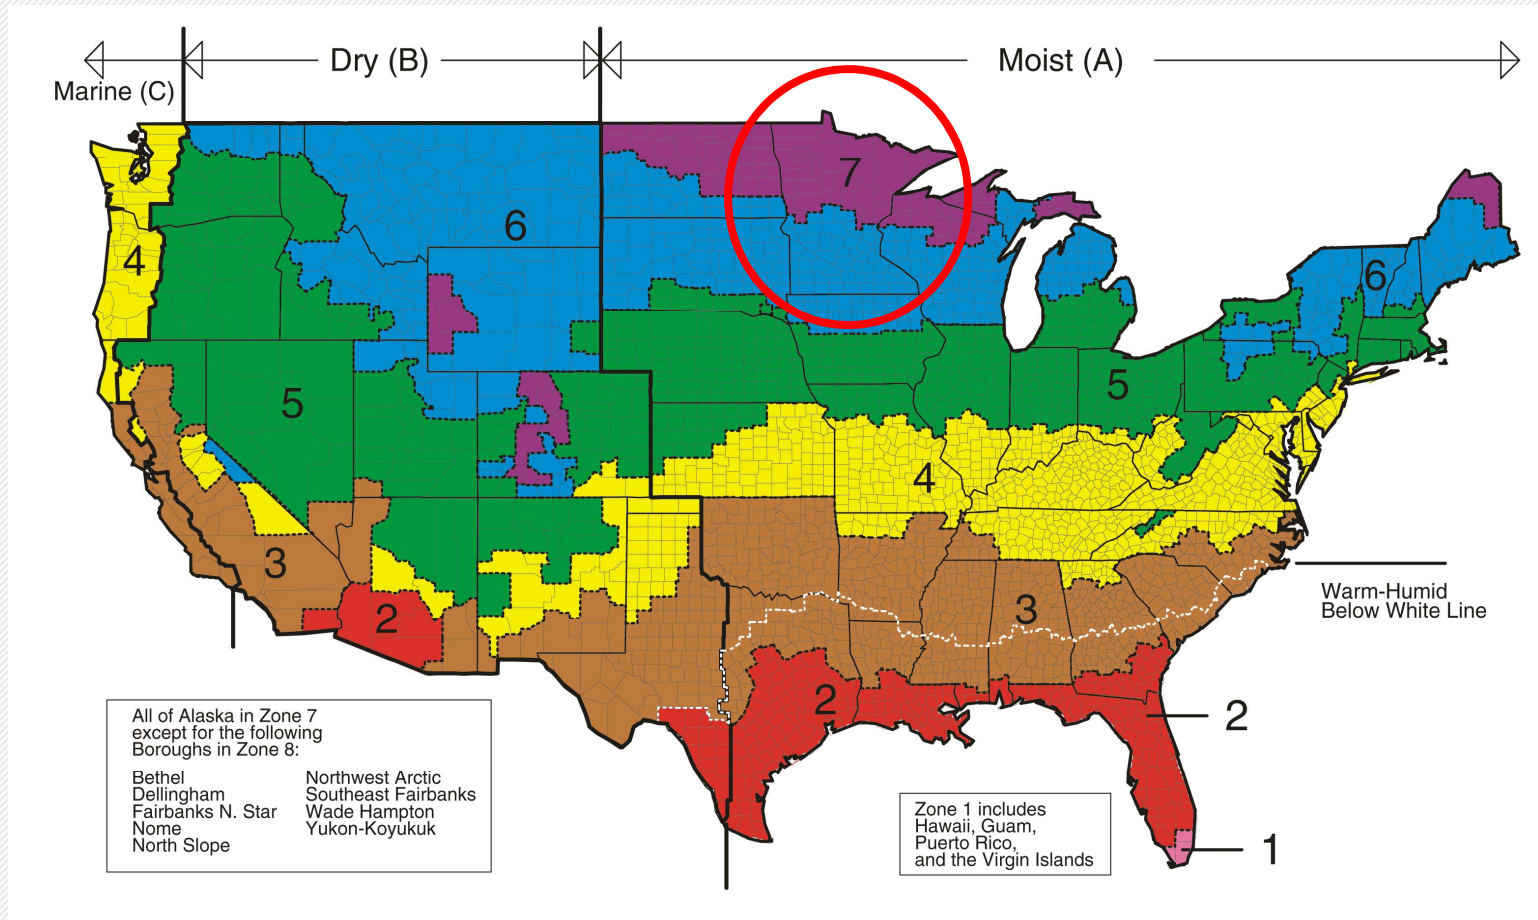 Dry (B)
Moist (A)
Marine (C)
7
6
4
6
5
5
4
3
2
3
2
2
1
Warm-Humid
Below White Line
All of Alaska in Zone 7
except for the following
Boroughs in Zone 8:
Bethel
Dellingham
Fairbanks N. Star
Nome
North Slope
Northwest Arctic
Southeast Fairbanks
Wade Hampton
Yukon-Koyukuk
Zone 1 includes
Hawaii, Guam,
Puerto Rico,
and the Virgin Islands